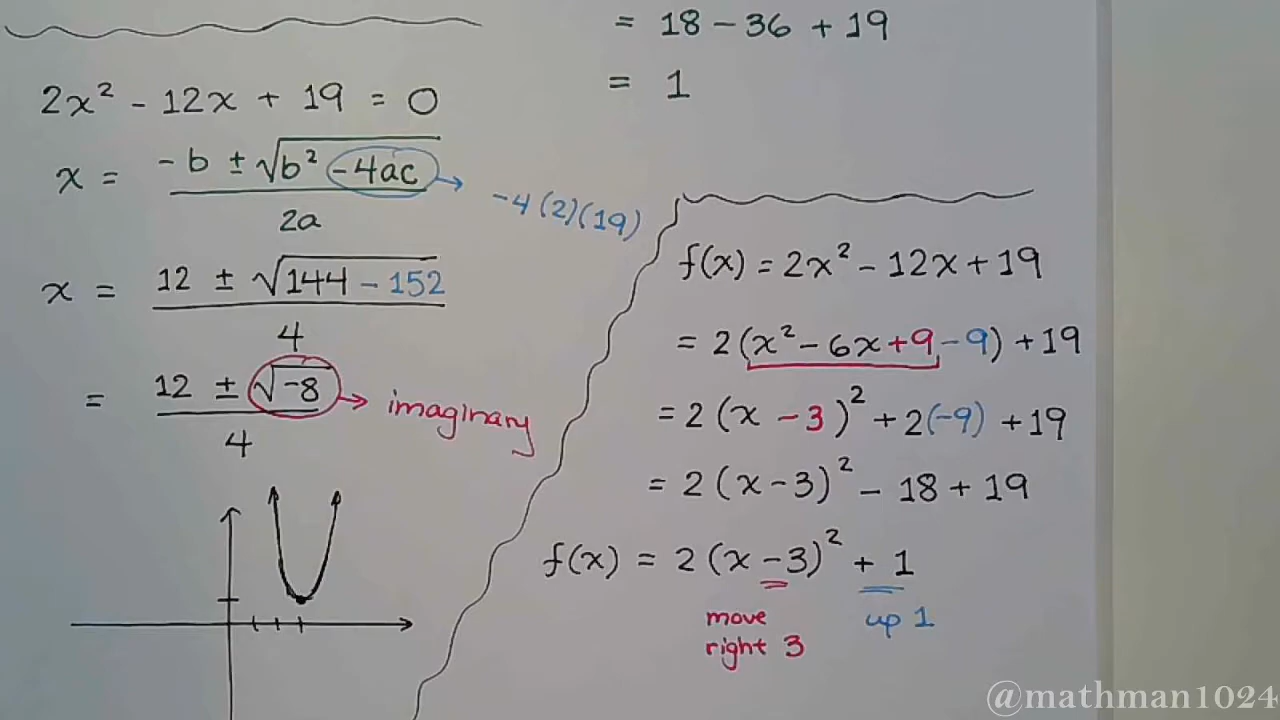 = 18 - 36 + 19
= 1
2x² - 12x + 19 = 0
x = (-b ± √(b² - 4ac)) / 2a
→ -4(2)(19)
x = (12 ± √(144 - 152)) / 4
= (12 ± √-8) / 4 → imaginary
f(x) = 2x² - 12x + 19
= 2(x² - 6x + 9 - 9) + 19
= 2(x - 3)² + 2(-9) + 19
= 2(x - 3)² - 18 + 19
f(x) = 2(x - 3)² + 1
move
right 3
up 1
@mathman1024